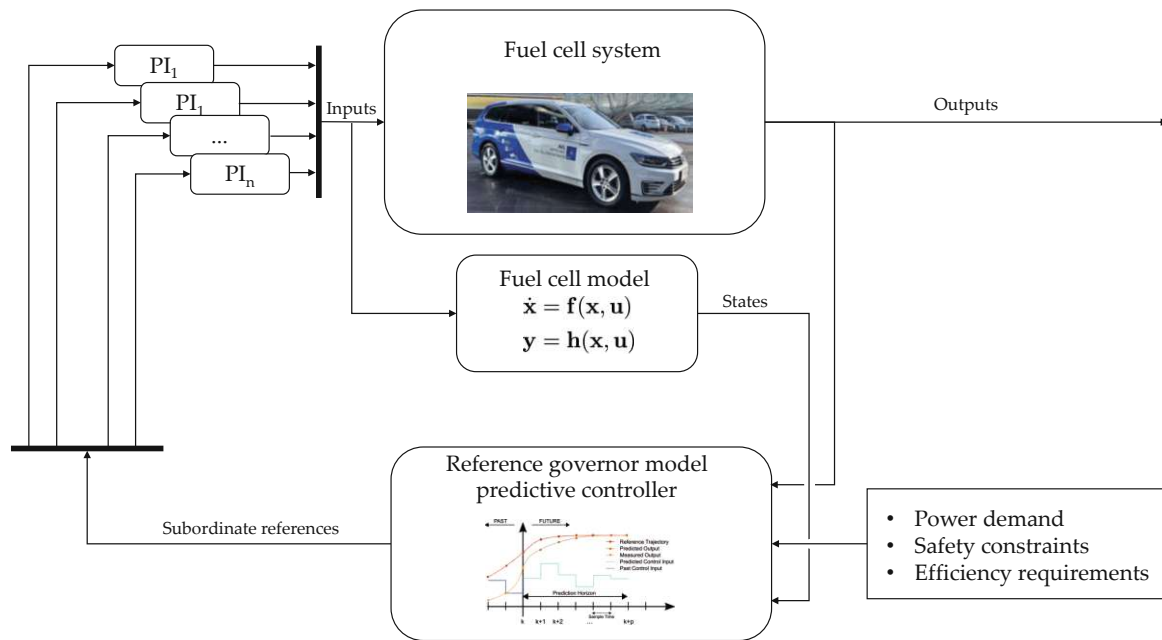 Fuel cell system
PI1
PI1
...
PIn
Inputs
Outputs
Fuel cell model
ẋ = f(x, u)
y = h(x, u)
States
Reference governor model
predictive controller
PAST
FUTURE
Reference Trajectory
Predicted Output
Measured Output
Predicted Control Input
Past Control Input
Prediction Horizon
Sample Time
k
k+1
k+2
...
k+p
Subordinate references
• Power demand
• Safety constraints
• Efficiency requirements